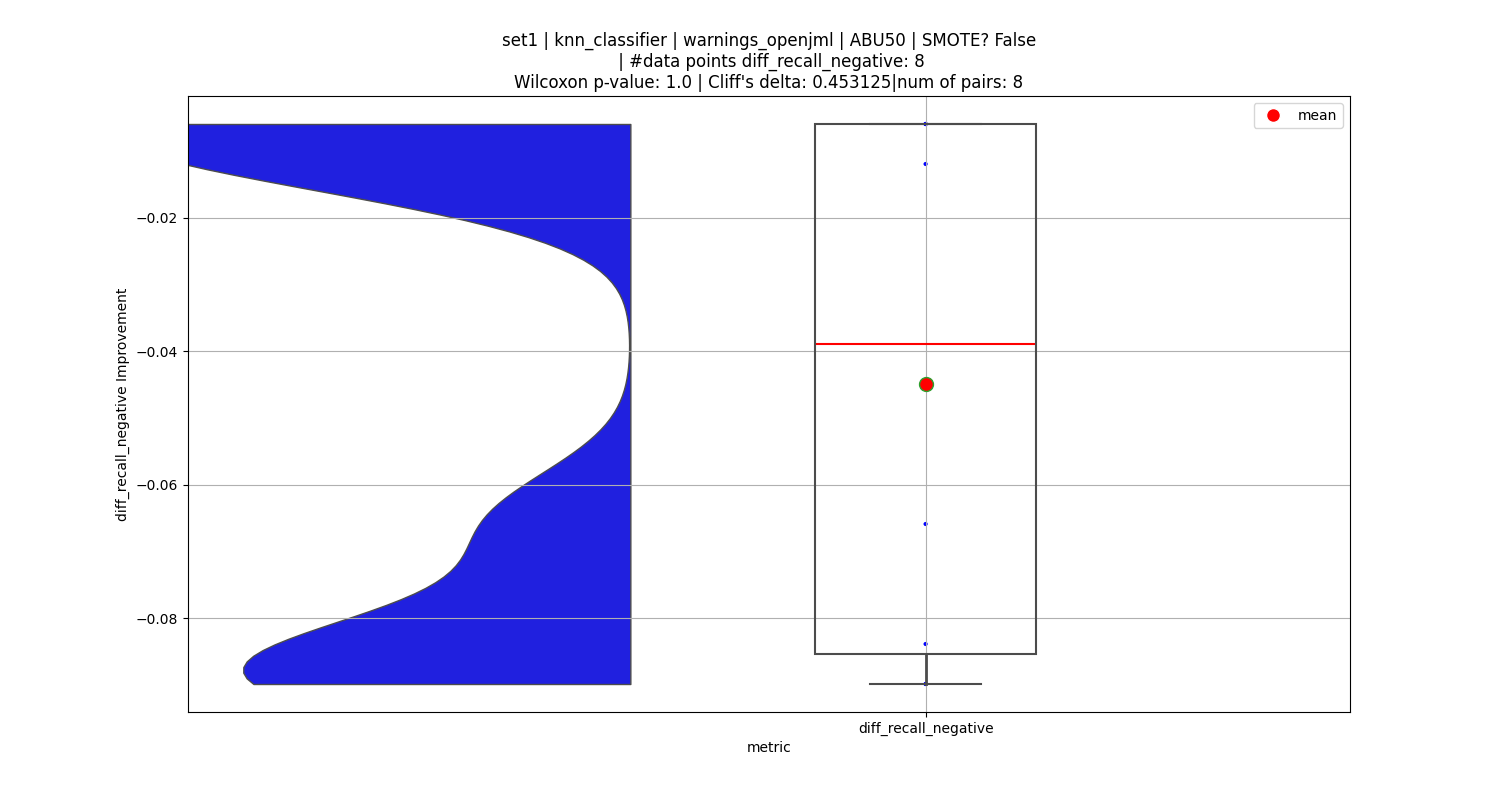 set1 | knn_classifier | warnings_openjml | ABU50 | SMOTE? False
| #data points diff_recall_negative: 8
Wilcoxon p-value: 1.0 | Cliff's delta: 0.453125|num of pairs: 8
mean
−0.02
−0.04
−0.06
−0.08
diff_recall_negative Improvement
diff_recall_negative
metric